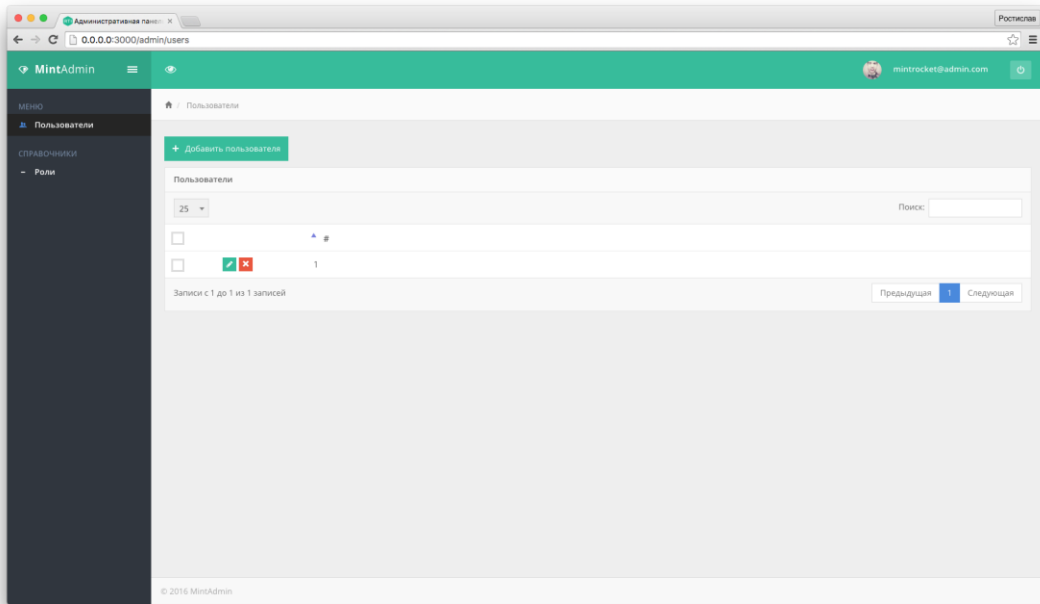 Административная панел
Ростислав
0.0.0.0:3000/admin/users
MintAdmin
mintrocket@admin.com
МЕНЮ
Пользователи
СПРАВОЧНИКИ
– Роли
/ Пользователи
+ Добавить пользователя
Пользователи
25
Поиск:
#
1
Записи с 1 до 1 из 1 записей
Предыдущая 1 Следующая
© 2016 MintAdmin